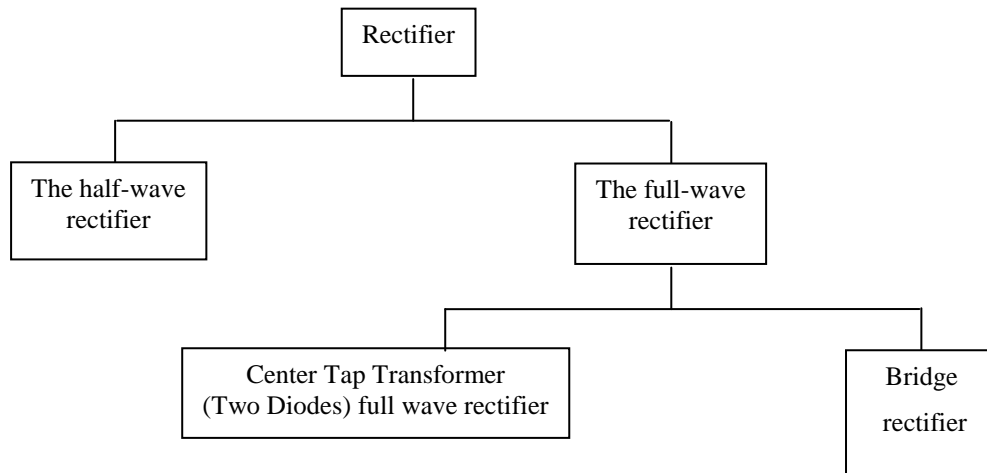 Rectifier
The half-wave
rectifier
The full-wave
rectifier
Center Tap Transformer
(Two Diodes) full wave rectifier
Bridge
rectifier